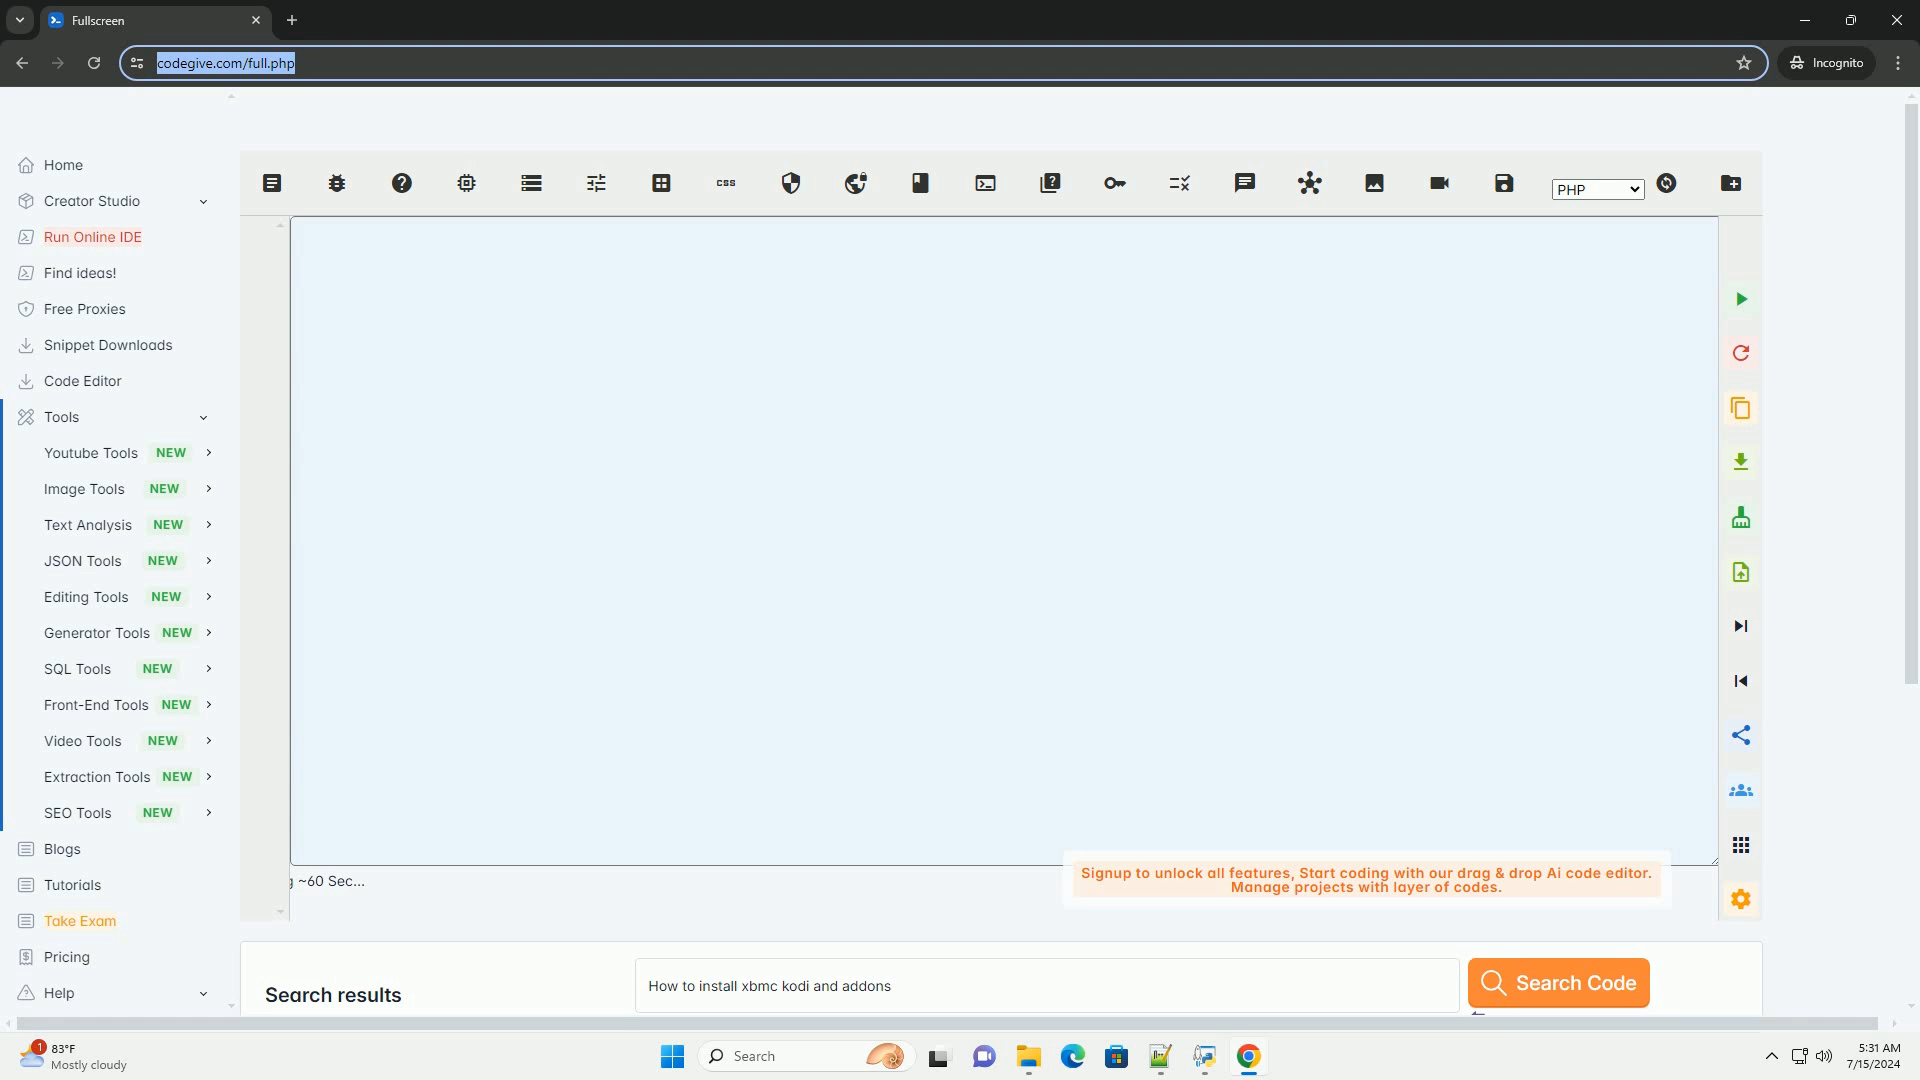 Fullscreen
codegive.com/full.php
Incognito
Home
Creator Studio
Run Online IDE
Find ideas!
Free Proxies
Snippet Downloads
Code Editor
Tools
Youtube Tools NEW
Image Tools NEW
Text Analysis NEW
JSON Tools NEW
Editing Tools NEW
Generator Tools NEW
SQL Tools NEW
Front-End Tools NEW
Video Tools NEW
Extraction Tools NEW
SEO Tools NEW
Blogs
Tutorials
Take Exam
Pricing
Help
CSS
PHP
~60 Sec...
Signup to unlock all features, Start coding with our drag & drop Ai code editor.
Manage projects with layer of codes.
Search results
How to install xbmc kodi and addons
Search Code
1
83°F
Mostly cloudy
Search
5:31 AM
7/15/2024